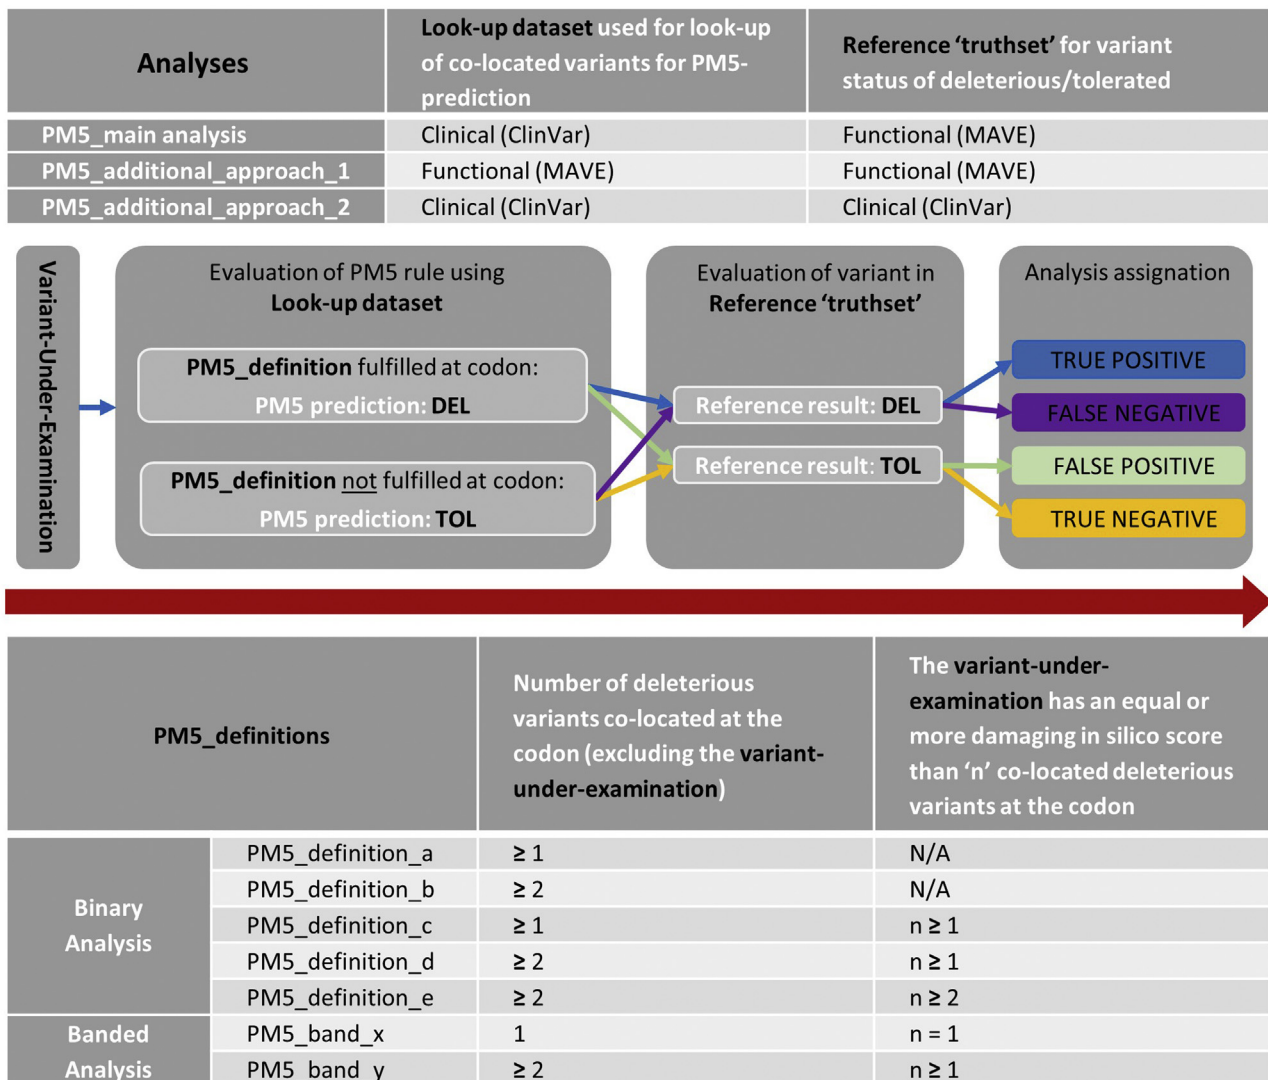 Analyses
Look-up dataset used for look-up
of co-located variants for PM5-
prediction
Reference ‘truthset’ for variant
status of deleterious/tolerated
PM5_main analysis
Clinical (ClinVar)
Functional (MAVE)
PM5_additional_approach_1
Functional (MAVE)
Functional (MAVE)
PM5_additional_approach_2
Clinical (ClinVar)
Clinical (ClinVar)
Variant-Under-Examination
Evaluation of PM5 rule using
Look-up dataset
PM5_definition fulfilled at codon:
PM5 prediction: DEL
PM5_definition not fulfilled at codon:
PM5 prediction: TOL
Evaluation of variant in
Reference ‘truthset’
Reference result: DEL
Reference result: TOL
Analysis assignation
TRUE POSITIVE
FALSE NEGATIVE
FALSE POSITIVE
TRUE NEGATIVE
PM5_definitions
Number of deleterious
variants co-located at the
codon (excluding the variant-
under-examination)
The variant-under-
examination has an equal or
more damaging in silico score
than ‘n’ co-located deleterious
variants at the codon
Binary
Analysis
PM5_definition_a
≥ 1
N/A
PM5_definition_b
≥ 2
N/A
PM5_definition_c
≥ 1
n ≥ 1
PM5_definition_d
≥ 2
n ≥ 1
PM5_definition_e
≥ 2
n ≥ 2
Banded
Analysis
PM5_band_x
1
n = 1
PM5_band_y
≥ 2
n ≥ 1